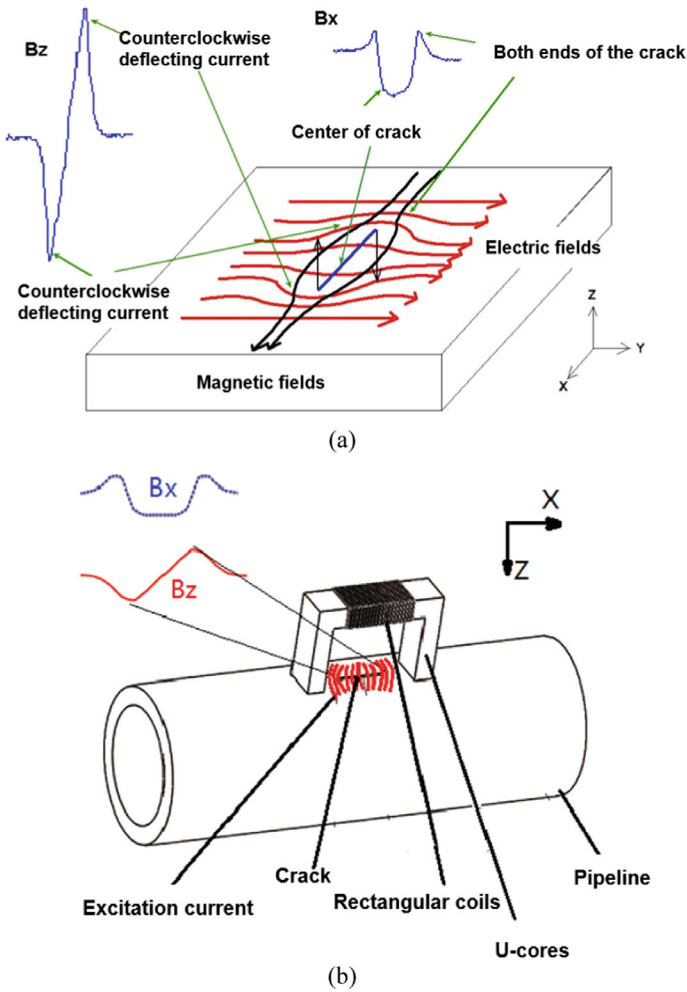 Bz
Counterclockwise
deflecting current
Bx
Both ends of the crack
Center of crack
Electric fields
Counterclockwise
deflecting current
Magnetic fields
Z
Y
X
(a)
Bx
X
Z
Bz
Crack
Rectangular coils
Pipeline
Excitation current
U-cores
(b)